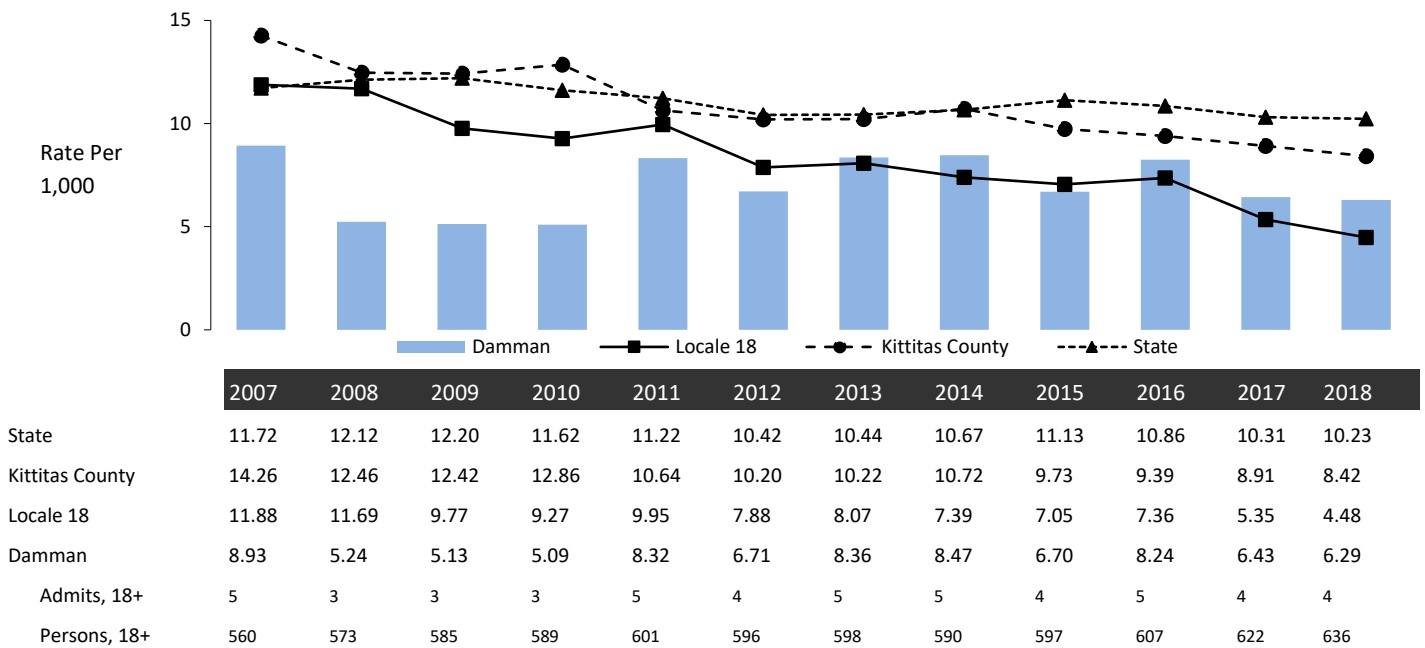 15
10
Rate Per
1,000
5
0
Damman Locale 18 Kittitas County State
2007 2008 2009 2010 2011 2012 2013 2014 2015 2016 2017 2018
State 11.72 12.12 12.20 11.62 11.22 10.42 10.44 10.67 11.13 10.86 10.31 10.23
Kittitas County 14.26 12.46 12.42 12.86 10.64 10.20 10.22 10.72 9.73 9.39 8.91 8.42
Locale 18 11.88 11.69 9.77 9.27 9.95 7.88 8.07 7.39 7.05 7.36 5.35 4.48
Damman 8.93 5.24 5.13 5.09 8.32 6.71 8.36 8.47 6.70 8.24 6.43 6.29
Admits, 18+ 5 3 3 3 5 4 5 5 4 5 4 4
Persons, 18+ 560 573 585 589 601 596 598 590 597 607 622 636